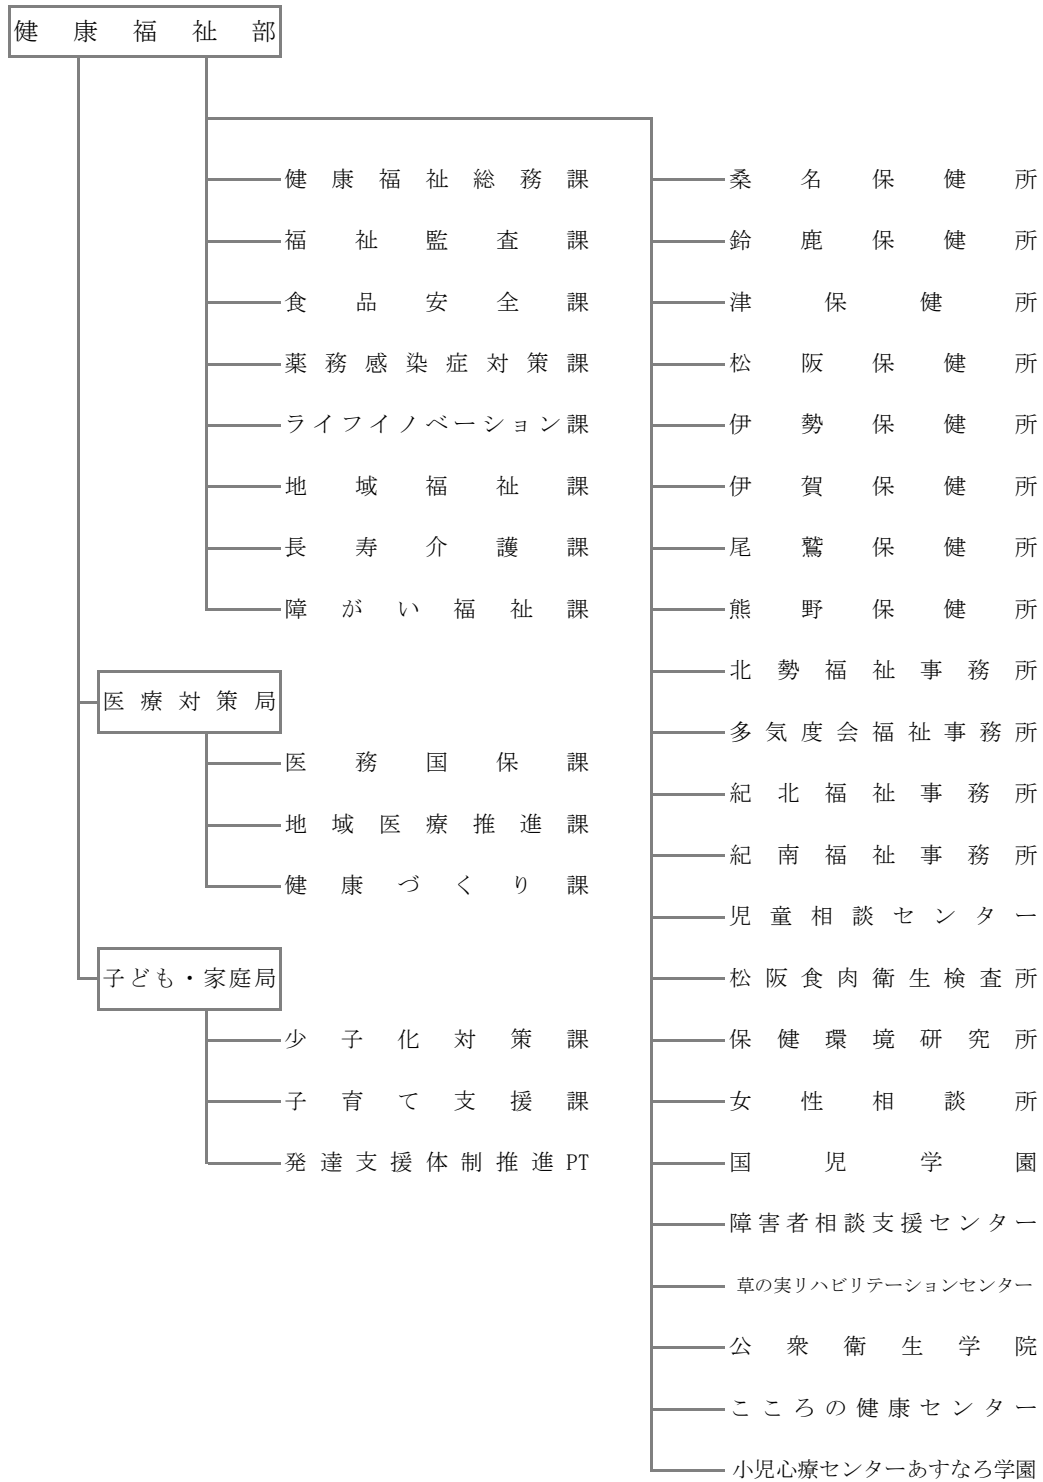 健康福祉部
健康福祉総務課
福祉監査課
食品安全課
薬務感染症対策課
ライフイノベーション課
地域福祉課
長寿介護課
障がい福祉課
医療対策局
医務国保課
地域医療推進課
健康づくり課
子ども・家庭局
少子化対策課
子育て支援課
発達支援体制推進PT
桑名保健所
鈴鹿保健所
津保健所
松阪保健所
伊勢保健所
伊賀保健所
尾鷲保健所
熊野保健所
北勢福祉事務所
多気度会福祉事務所
紀北福祉事務所
紀南福祉事務所
児童相談センター
松阪食肉衛生検査所
保健環境研究所
女性相談所
国児学園
障害者相談支援センター
草の実リハビリテーションセンター
公衆衛生学院
こころの健康センター
小児心療センターあすなろ学園